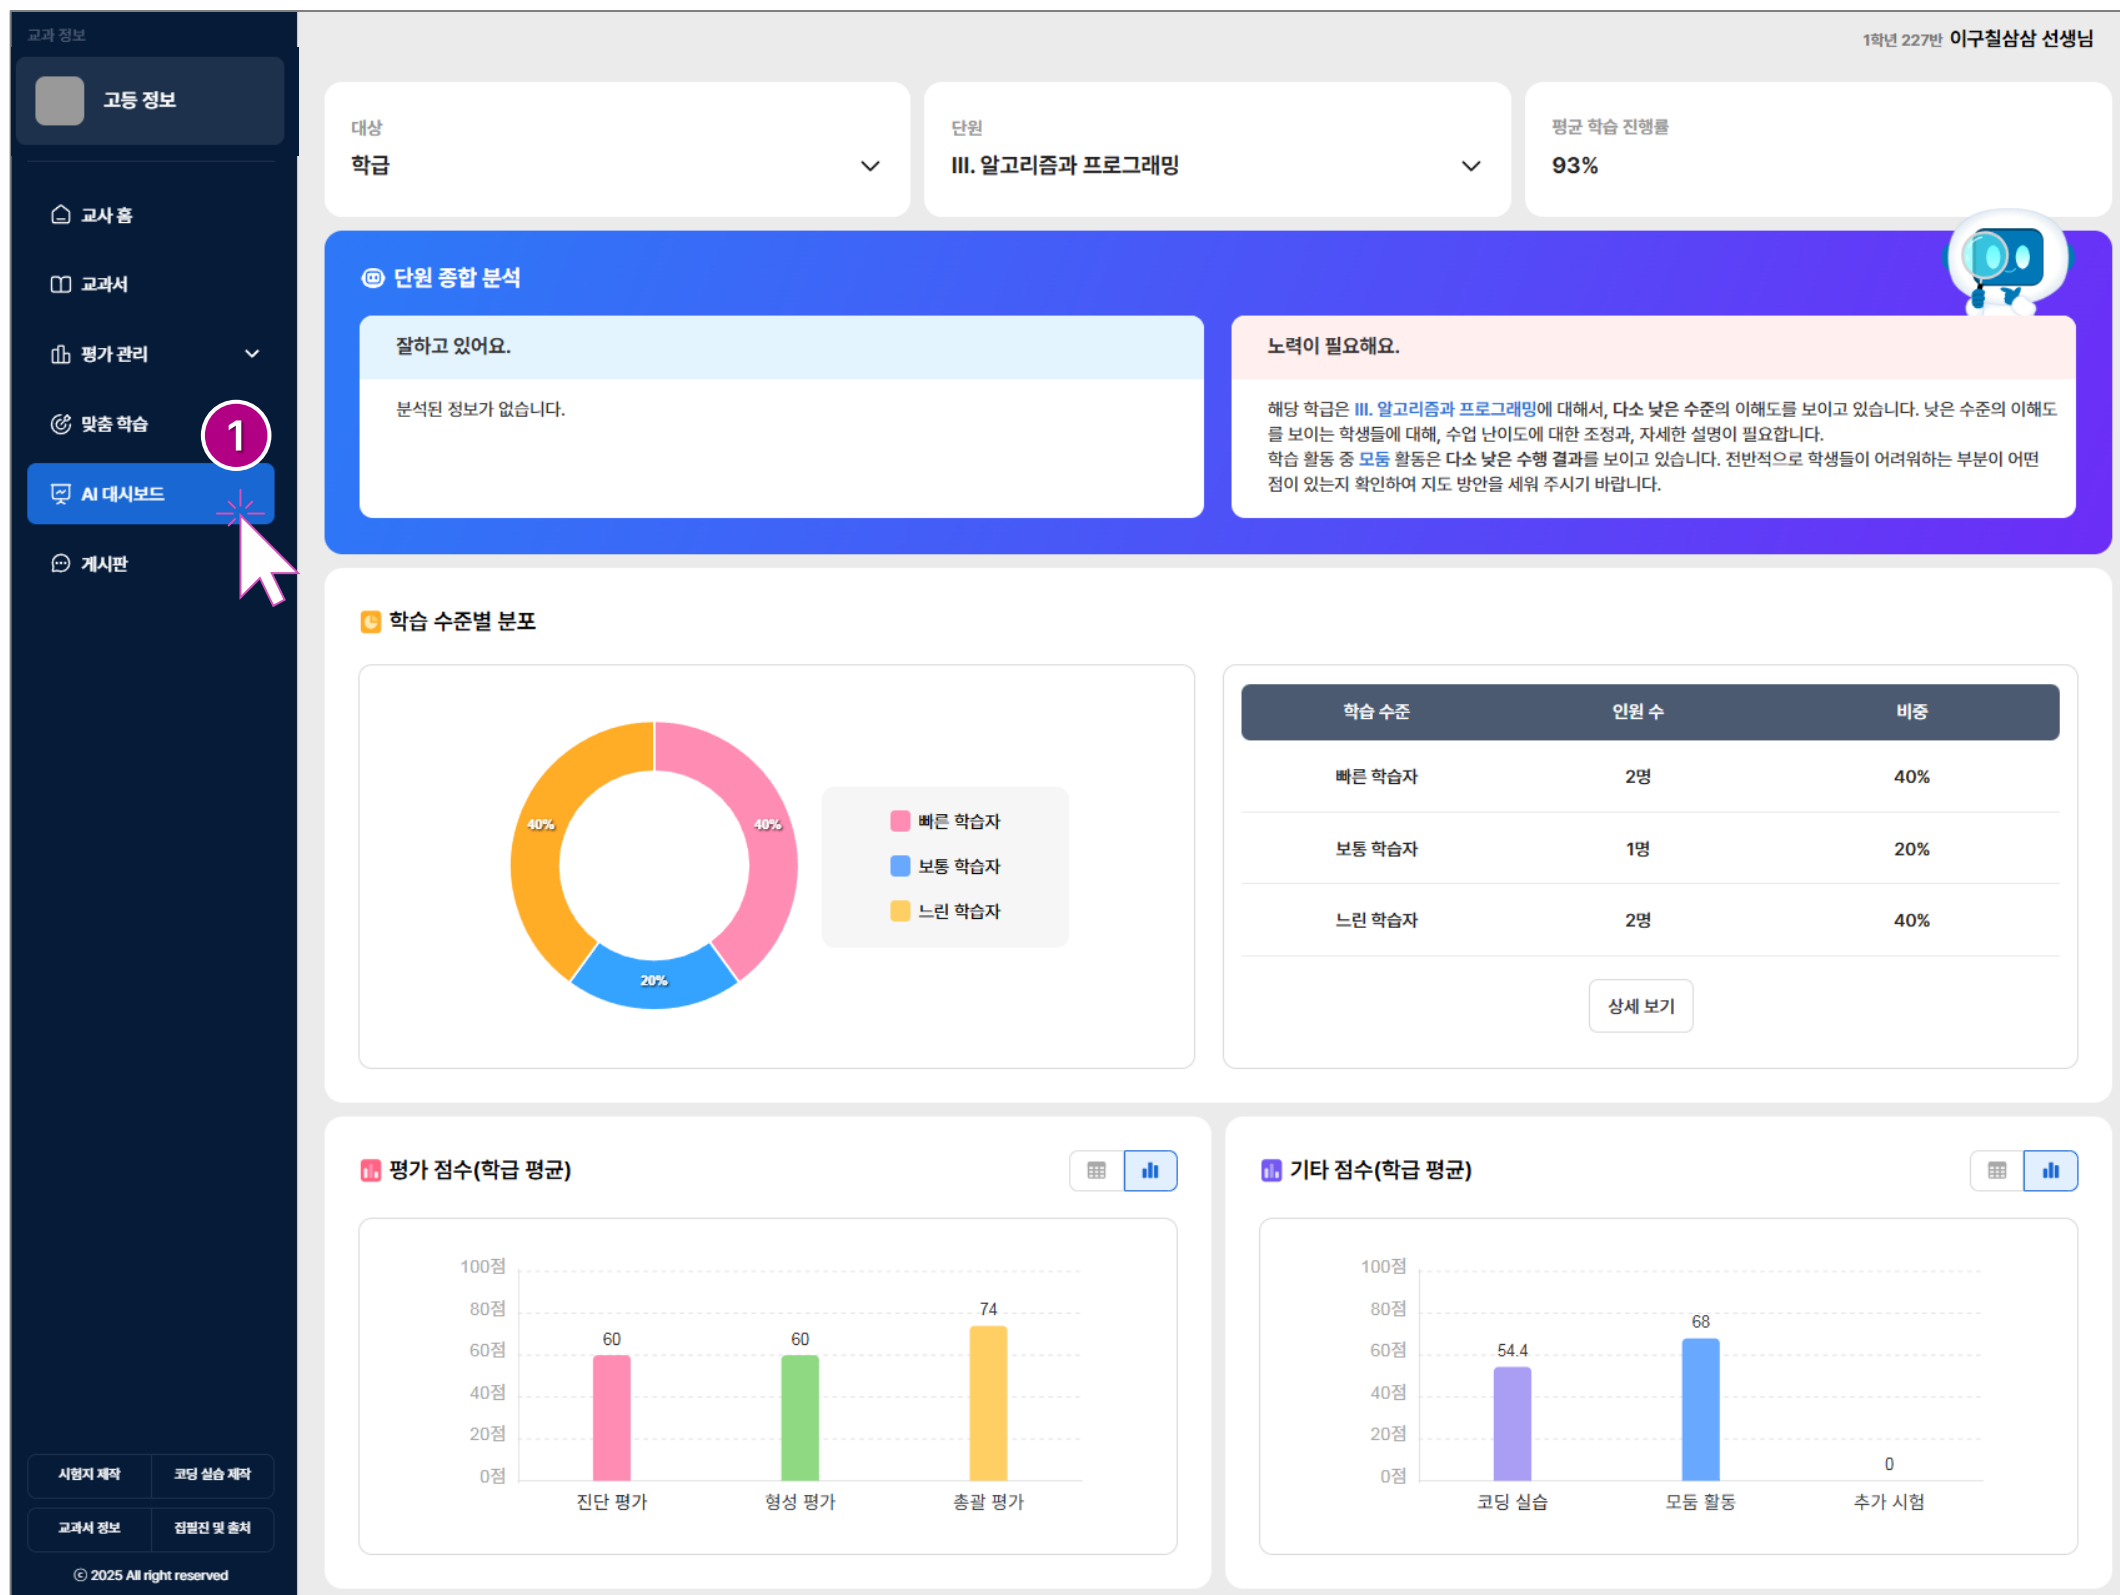 교과 정보
고등 정보
교사 홈
교과서
평가 관리
맞춤 학습
1
AI 대시보드
게시판
시험지 제작
코딩 실습 제작
교과서 정보
집필진 및 출처
ⓒ 2025 All right reserved
1학년 227반 이구칠삼삼 선생님
대상
학급
단원
III. 알고리즘과 프로그래밍
평균 학습 진행률
93%
단원 종합 분석
잘하고 있어요.
분석된 정보가 없습니다.
노력이 필요해요.
해당 학급은 III. 알고리즘과 프로그래밍에 대해서, 다소 낮은 수준의 이해도를 보이고 있습니다. 낮은 수준의 이해도
를 보이는 학생들에 대해, 수업 난이도에 대한 조정과, 자세한 설명이 필요합니다.
학습 활동 중 모둠 활동은 다소 낮은 수행 결과를 보이고 있습니다. 전반적으로 학생들이 어려워하는 부분이 어떤
점이 있는지 확인하여 지도 방안을 세워 주시기 바랍니다.
학습 수준별 분포
40%
40%
20%
빠른 학습자
보통 학습자
느린 학습자
학습 수준 인원 수 비중
빠른 학습자 2명 40%
보통 학습자 1명 20%
느린 학습자 2명 40%
상세 보기
평가 점수(학급 평균)
100점
80점
60점
40점
20점
0점
60
60
74
진단 평가
형성 평가
총괄 평가
기타 점수(학급 평균)
100점
80점
60점
40점
20점
0점
54.4
68
0
코딩 실습
모둠 활동
추가 시험